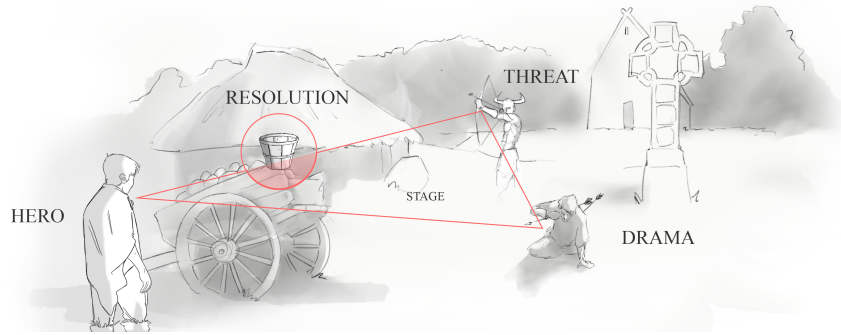 THREAT
RESOLUTION
STAGE
HERO
DRAMA